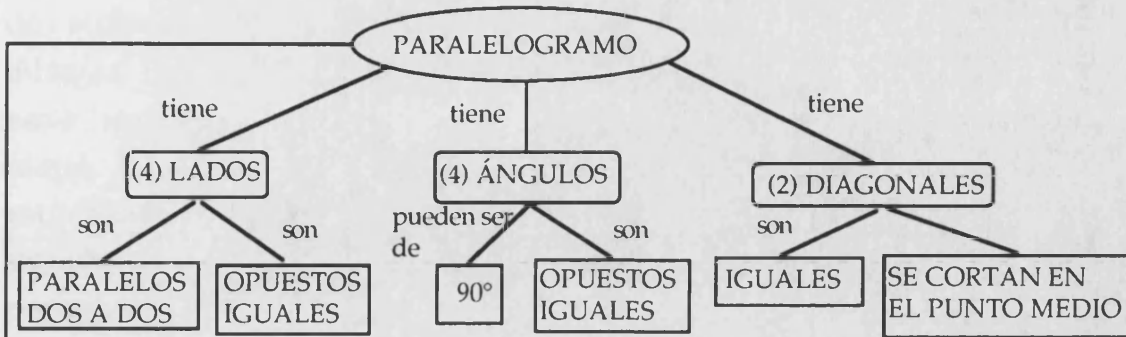 PARALELOGRAMO
tiene
tiene
tiene
(4) LADOS
(4) ÁNGULOS
(2) DIAGONALES
son
son
pueden ser
de
son
son
PARALELOS
DOS A DOS
OPUESTOS
IGUALES
90°
OPUESTOS
IGUALES
IGUALES
SE CORTAN EN
EL PUNTO MEDIO